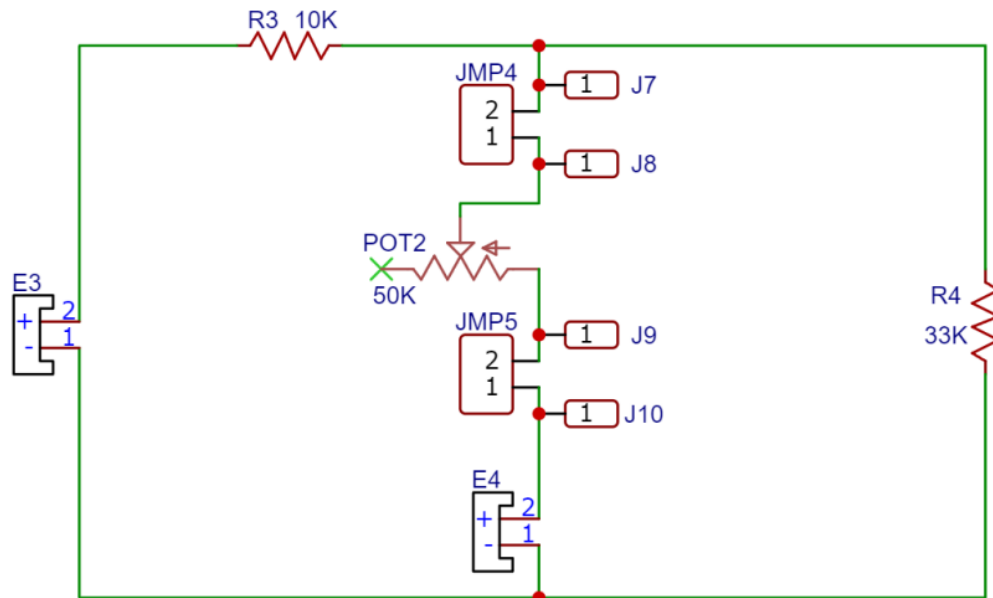 R3 10K
JMP4
2
1
1 J7
1 J8
POT2
50K
E3
+ 2
- 1
JMP5
2
1
1 J9
1 J10
R4
33K
E4
+ 2
- 1